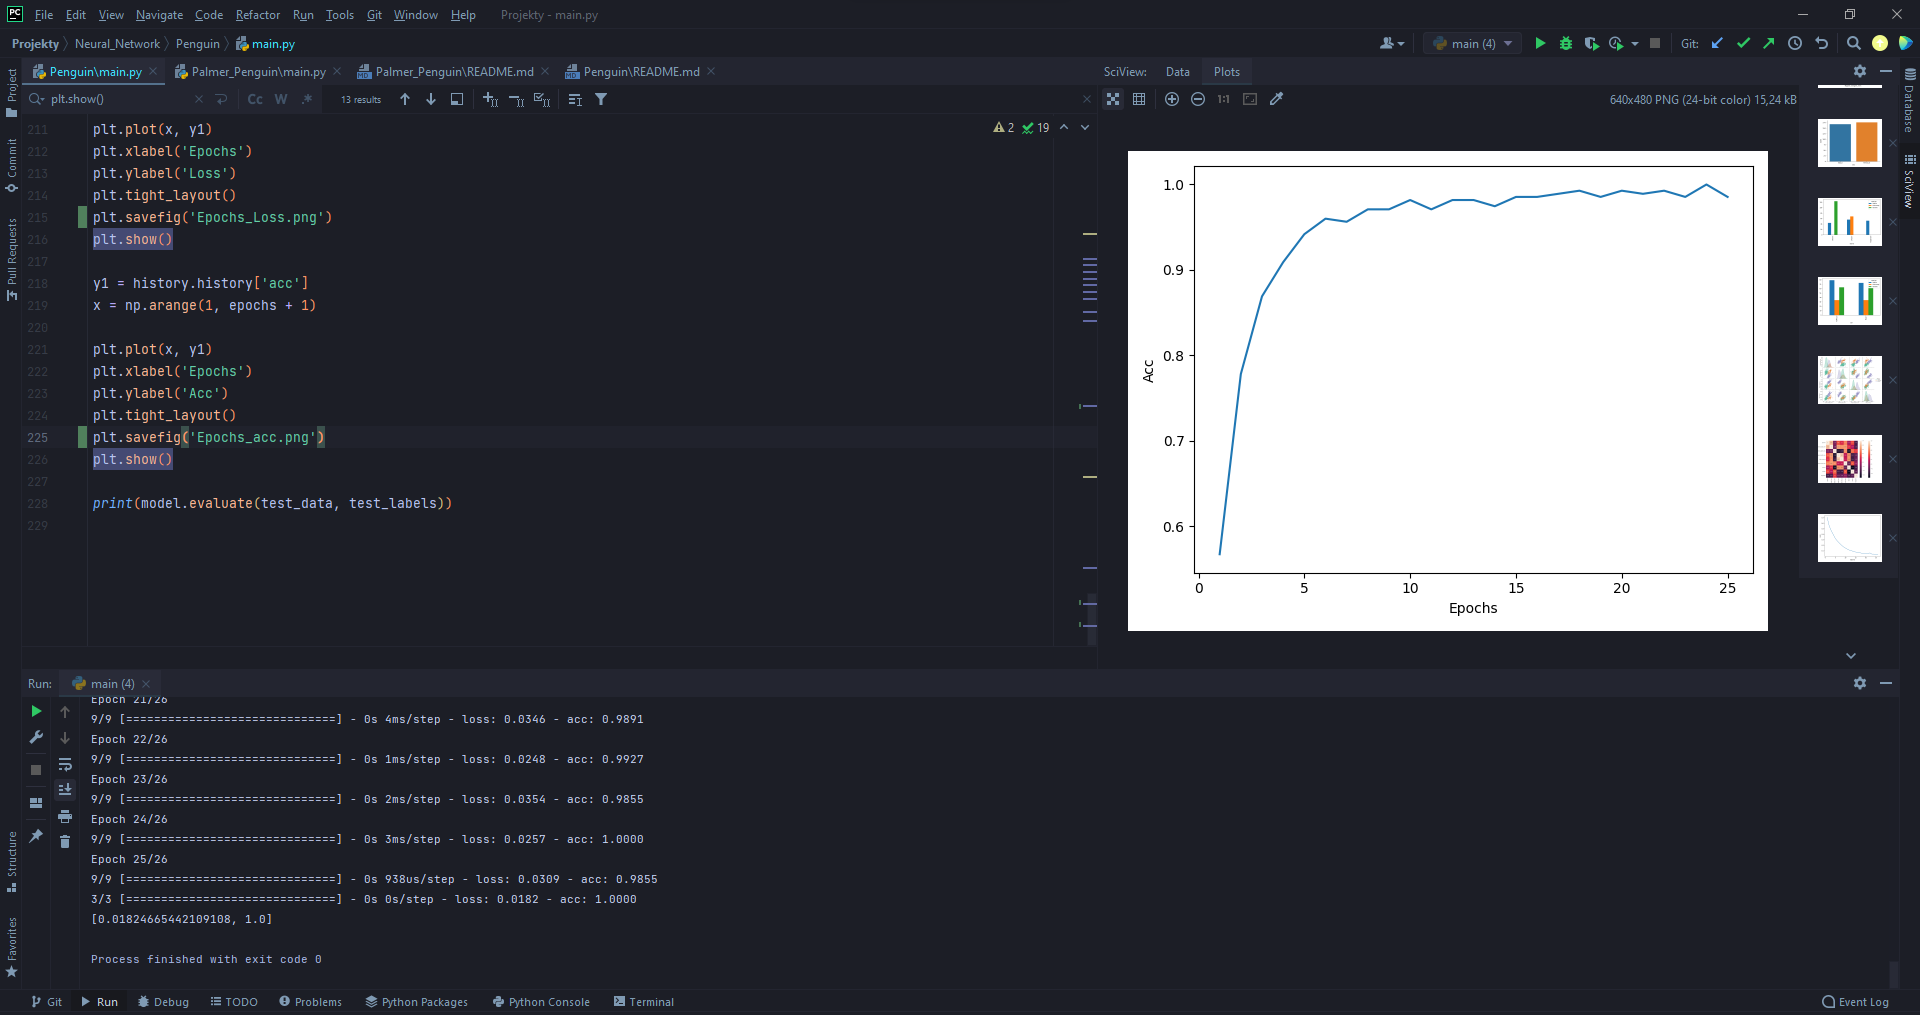 PC File Edit View Navigate Code Refactor Run Tools Git Window Help Projekty - main.py
Projekty Neural_Network Penguin main.py main (4) Git:
Penguin\main.py Palmer_Penguin\main.py Palmer_Penguin\README.md Penguin\README.md
SciView: Data Plots
plt.show() Cc W .* 13 results
1:1 640x480 PNG (24-bit color) 15,24 kB
2 19
211 plt.plot(x, y1)
212 plt.xlabel('Epochs')
213 plt.ylabel('Loss')
214 plt.tight_layout()
215 plt.savefig('Epochs_Loss.png')
216 plt.show()
217
218 y1 = history.history['acc']
219 x = np.arange(1, epochs + 1)
220
221 plt.plot(x, y1)
222 plt.xlabel('Epochs')
223 plt.ylabel('Acc')
224 plt.tight_layout()
225 plt.savefig('Epochs_acc.png')
226 plt.show()
227
228 print(model.evaluate(test_data, test_labels))
229
Project
Commit
Pull Requests
Structure
Favorites
1.0
0.9
0.8
0.7
0.6
Acc
0 5 10 15 20 25
Epochs
Database
SciView
Run: main (4)
Epoch 21/26
9/9 [==============================] - 0s 4ms/step - loss: 0.0346 - acc: 0.9891
Epoch 22/26
9/9 [==============================] - 0s 1ms/step - loss: 0.0248 - acc: 0.9927
Epoch 23/26
9/9 [==============================] - 0s 2ms/step - loss: 0.0354 - acc: 0.9855
Epoch 24/26
9/9 [==============================] - 0s 3ms/step - loss: 0.0257 - acc: 1.0000
Epoch 25/26
9/9 [==============================] - 0s 938us/step - loss: 0.0309 - acc: 0.9855
3/3 [==============================] - 0s 0s/step - loss: 0.0182 - acc: 1.0000
[0.01824665442109108, 1.0]
Process finished with exit code 0
Git Run Debug TODO Problems Python Packages Python Console Terminal Event Log